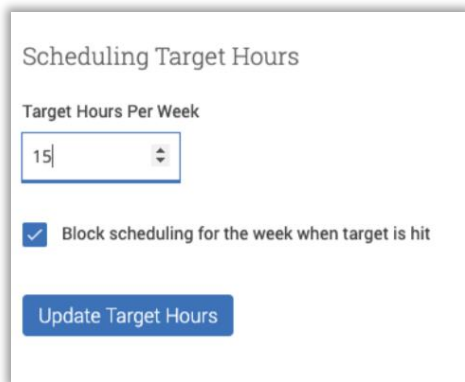 Scheduling Target Hours
Target Hours Per Week
15
Block scheduling for the week when target is hit
Update Target Hours